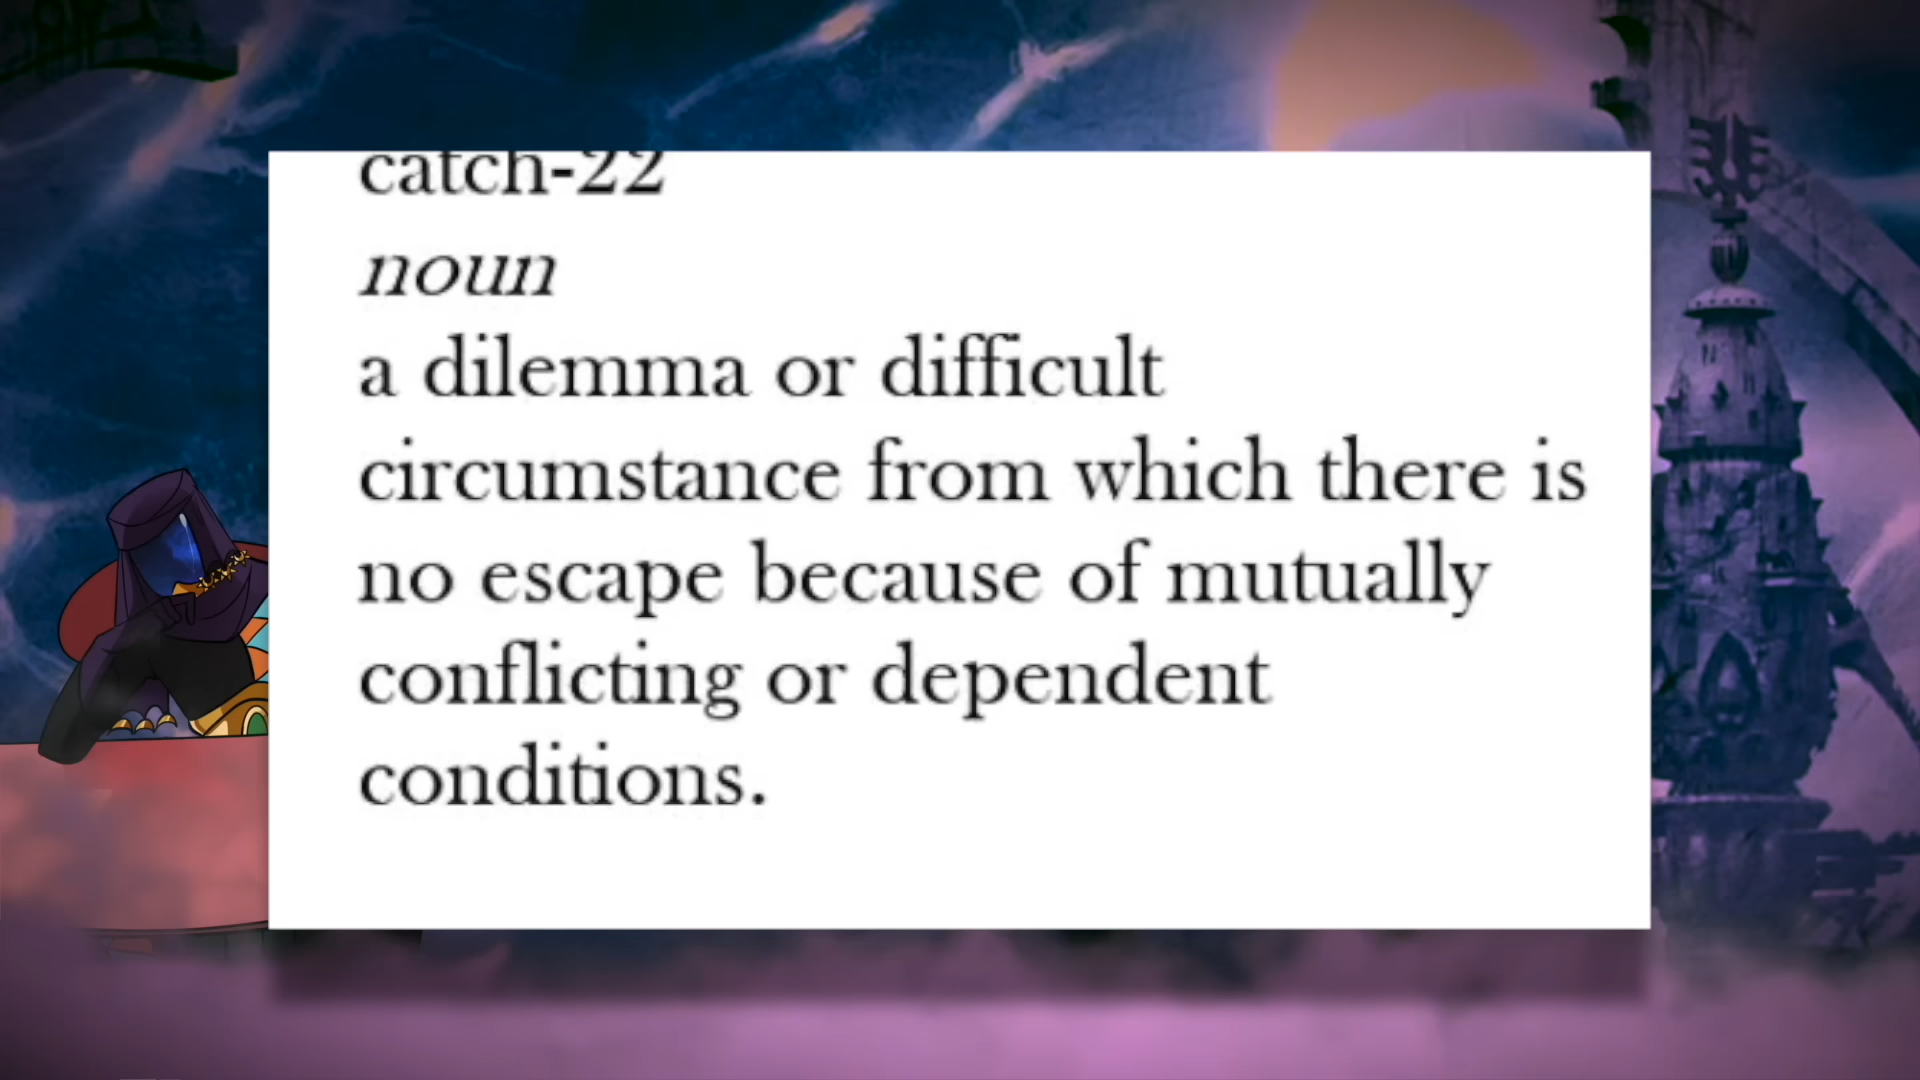 catch-22
noun
a dilemma or difficult
circumstance from which there is
no escape because of mutually
conflicting or dependent
conditions.